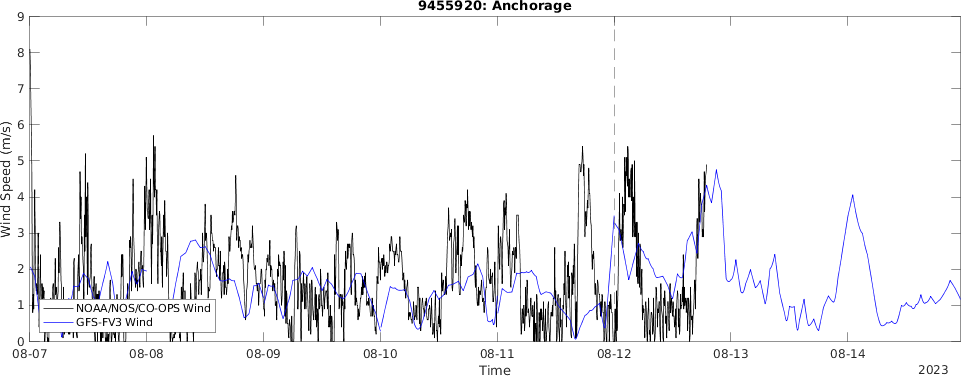 9455920: Anchorage
9
8
7
6
5
4
3
2
1
0
Wind Speed (m/s)
NOAA/NOS/CO-OPS Wind
GFS-FV3 Wind
08-07 08-08 08-09 08-10 08-11 08-12 08-13 08-14
Time
2023